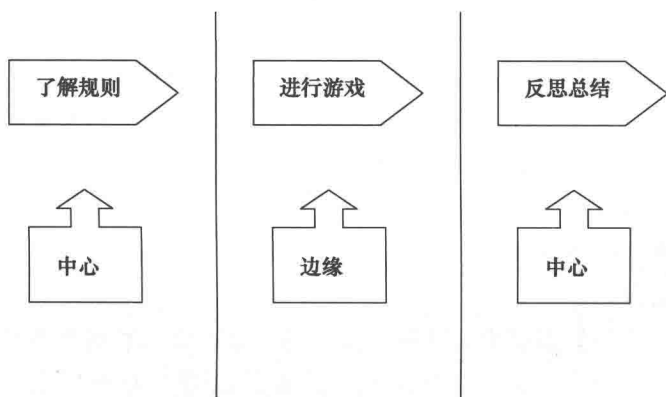 了解规则
进行游戏
反思总结
中心
边缘
中心